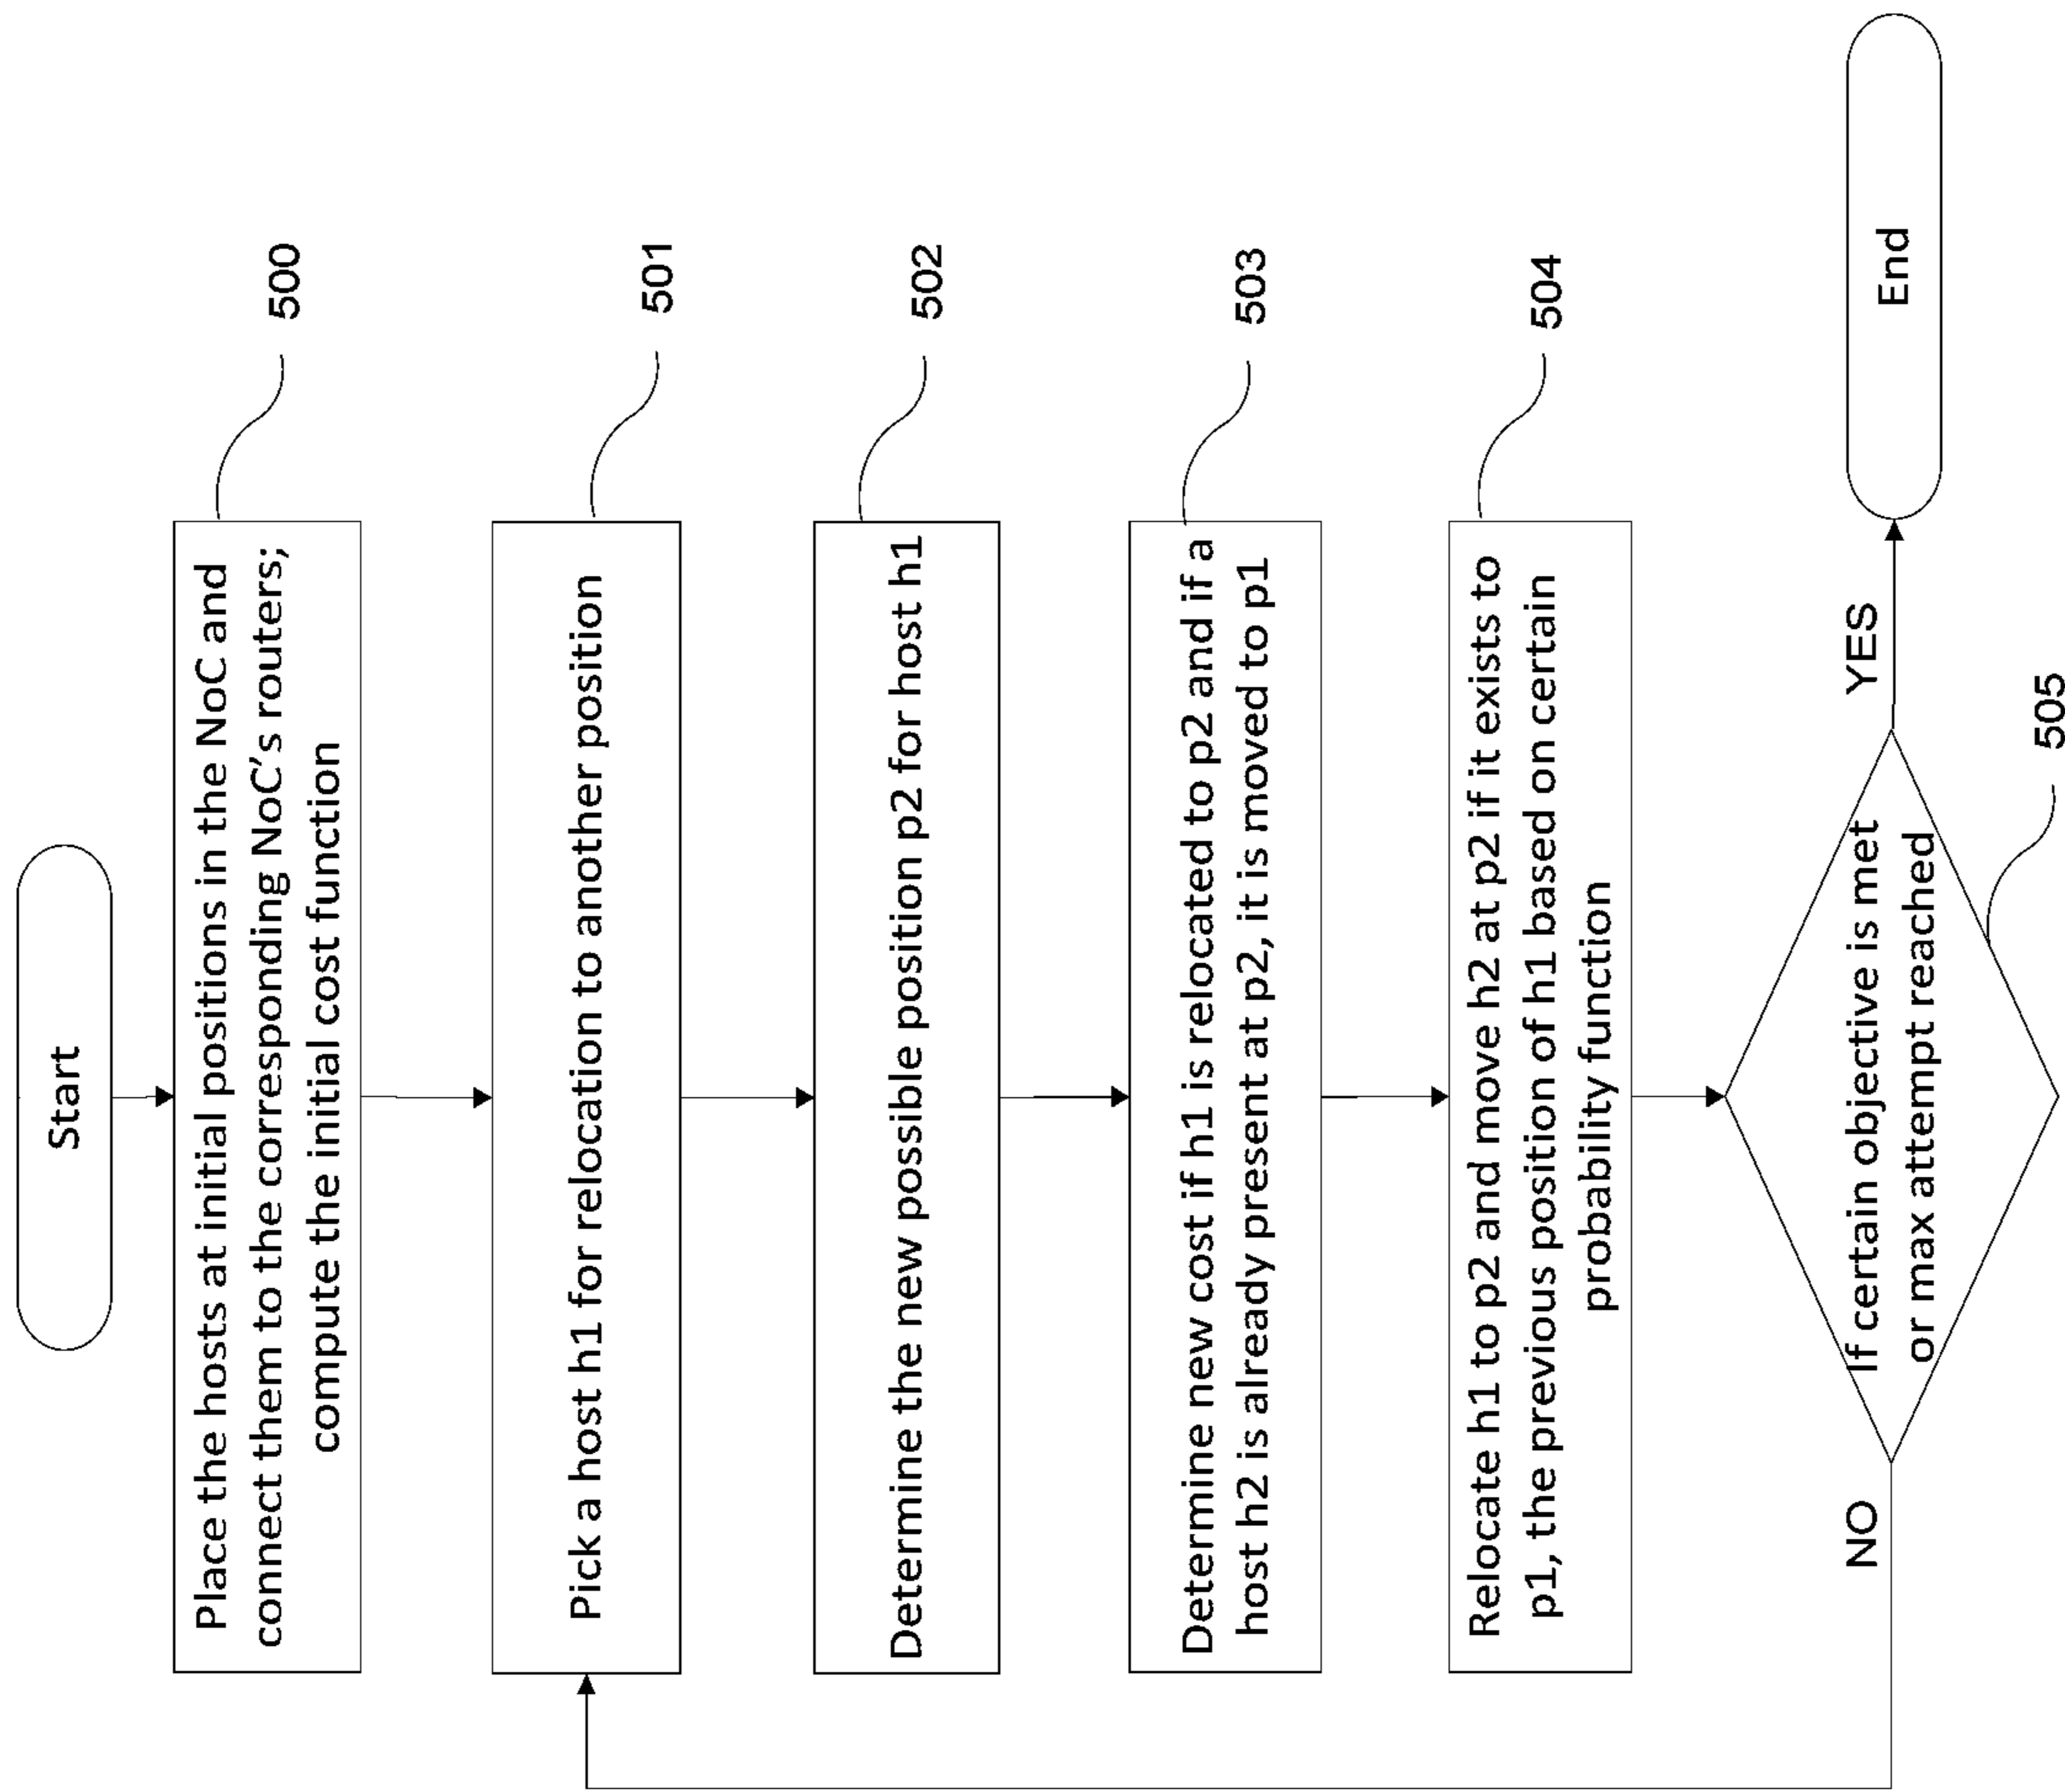 Start
Place the hosts at initial positions in the NoC and
connect them to the corresponding NoC's routers;
compute the initial cost function
500
Pick a host h1 for relocation to another position
501
Determine the new possible position p2 for host h1
502
Determine new cost if h1 is relocated to p2 and if a
host h2 is already present at p2, it is moved to p1
503
Relocate h1 to p2 and move h2 at p2 if it exists to
p1, the previous position of h1 based on certain
probability function
504
If certain objective is met
or max attempt reached
505
NO
YES
End